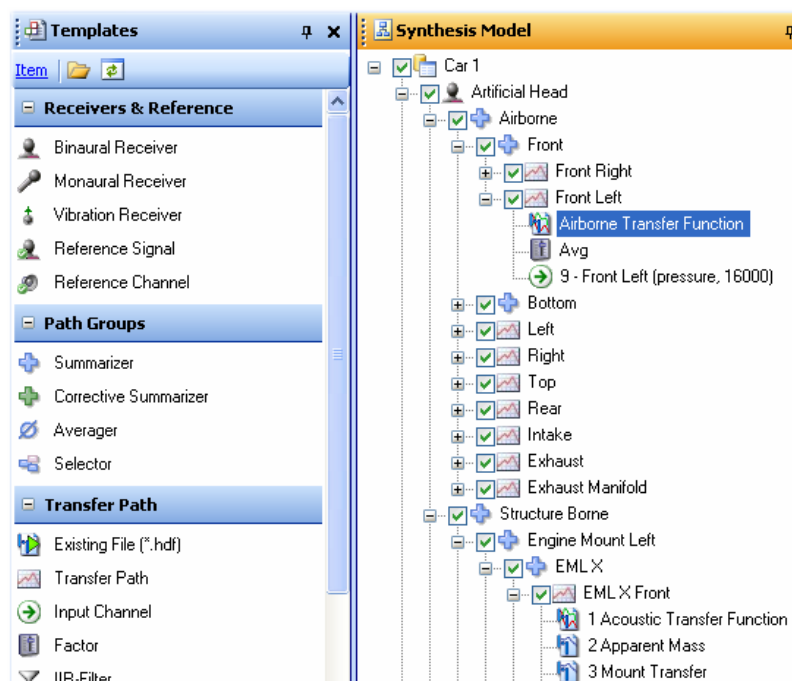 Templates
Item
Receivers & Reference
Binaural Receiver
Monaural Receiver
Vibration Receiver
Reference Signal
Reference Channel
Path Groups
Summarizer
Corrective Summarizer
Averager
Selector
Transfer Path
Existing File (*.hdf)
Transfer Path
Input Channel
Factor
IIR-Filter
Synthesis Model
Car 1
Artificial Head
Airborne
Front
Front Right
Front Left
Airborne Transfer Function
Avg
9 - Front Left (pressure, 16000)
Bottom
Left
Right
Top
Rear
Intake
Exhaust
Exhaust Manifold
Structure Borne
Engine Mount Left
EML X
EML X Front
1 Acoustic Transfer Function
2 Apparent Mass
3 Mount Transfer